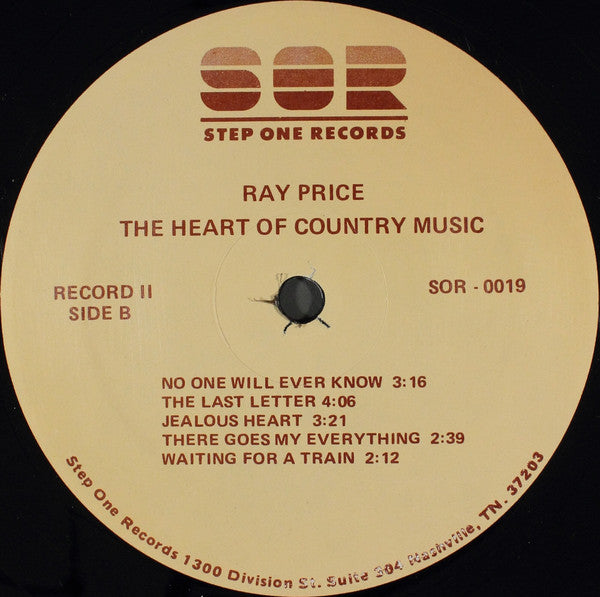 SOR
STEP ONE RECORDS
RAY PRICE
THE HEART OF COUNTRY MUSIC
RECORD II
SIDE B
SOR - 0019
NO ONE WILL EVER KNOW 3:16
THE LAST LETTER 4:06
JEALOUS HEART 3:21
THERE GOES MY EVERYTHING 2:39
WAITING FOR A TRAIN 2:12
Step One Records 1300 Division St. Suite 304 Nashville, TN. 37203